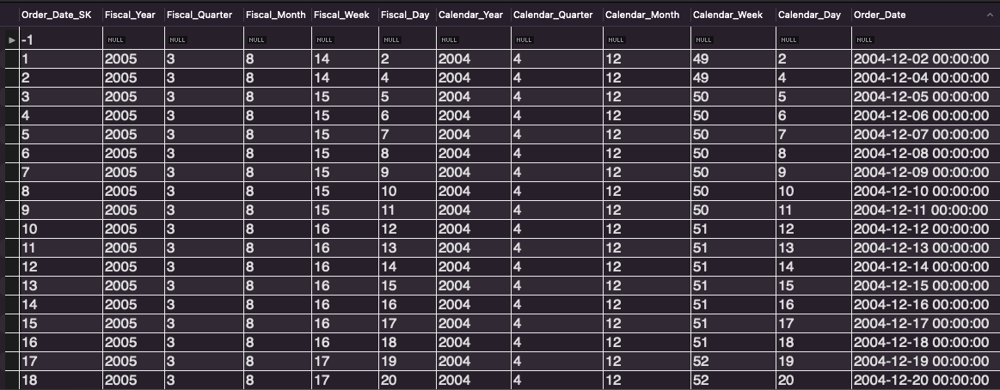 Order_Date_SK Fiscal_Year Fiscal_Quarter Fiscal_Month Fiscal_Week Fiscal_Day Calendar_Year Calendar_Quarter Calendar_Month Calendar_Week Calendar_Day Order_Date
-1 NULL NULL NULL NULL NULL NULL NULL NULL NULL NULL NULL
1 2005 3 8 14 2 2004 4 12 49 2 2004-12-02 00:00:00
2 2005 3 8 14 4 2004 4 12 49 4 2004-12-04 00:00:00
3 2005 3 8 15 5 2004 4 12 50 5 2004-12-05 00:00:00
4 2005 3 8 15 6 2004 4 12 50 6 2004-12-06 00:00:00
5 2005 3 8 15 7 2004 4 12 50 7 2004-12-07 00:00:00
6 2005 3 8 15 8 2004 4 12 50 8 2004-12-08 00:00:00
7 2005 3 8 15 9 2004 4 12 50 9 2004-12-09 00:00:00
8 2005 3 8 15 10 2004 4 12 50 10 2004-12-10 00:00:00
9 2005 3 8 15 11 2004 4 12 50 11 2004-12-11 00:00:00
10 2005 3 8 16 12 2004 4 12 51 12 2004-12-12 00:00:00
11 2005 3 8 16 13 2004 4 12 51 13 2004-12-13 00:00:00
12 2005 3 8 16 14 2004 4 12 51 14 2004-12-14 00:00:00
13 2005 3 8 16 15 2004 4 12 51 15 2004-12-15 00:00:00
14 2005 3 8 16 16 2004 4 12 51 16 2004-12-16 00:00:00
15 2005 3 8 16 17 2004 4 12 51 17 2004-12-17 00:00:00
16 2005 3 8 16 18 2004 4 12 51 18 2004-12-18 00:00:00
17 2005 3 8 17 19 2004 4 12 52 19 2004-12-19 00:00:00
18 2005 3 8 17 20 2004 4 12 52 20 2004-12-20 00:00:00